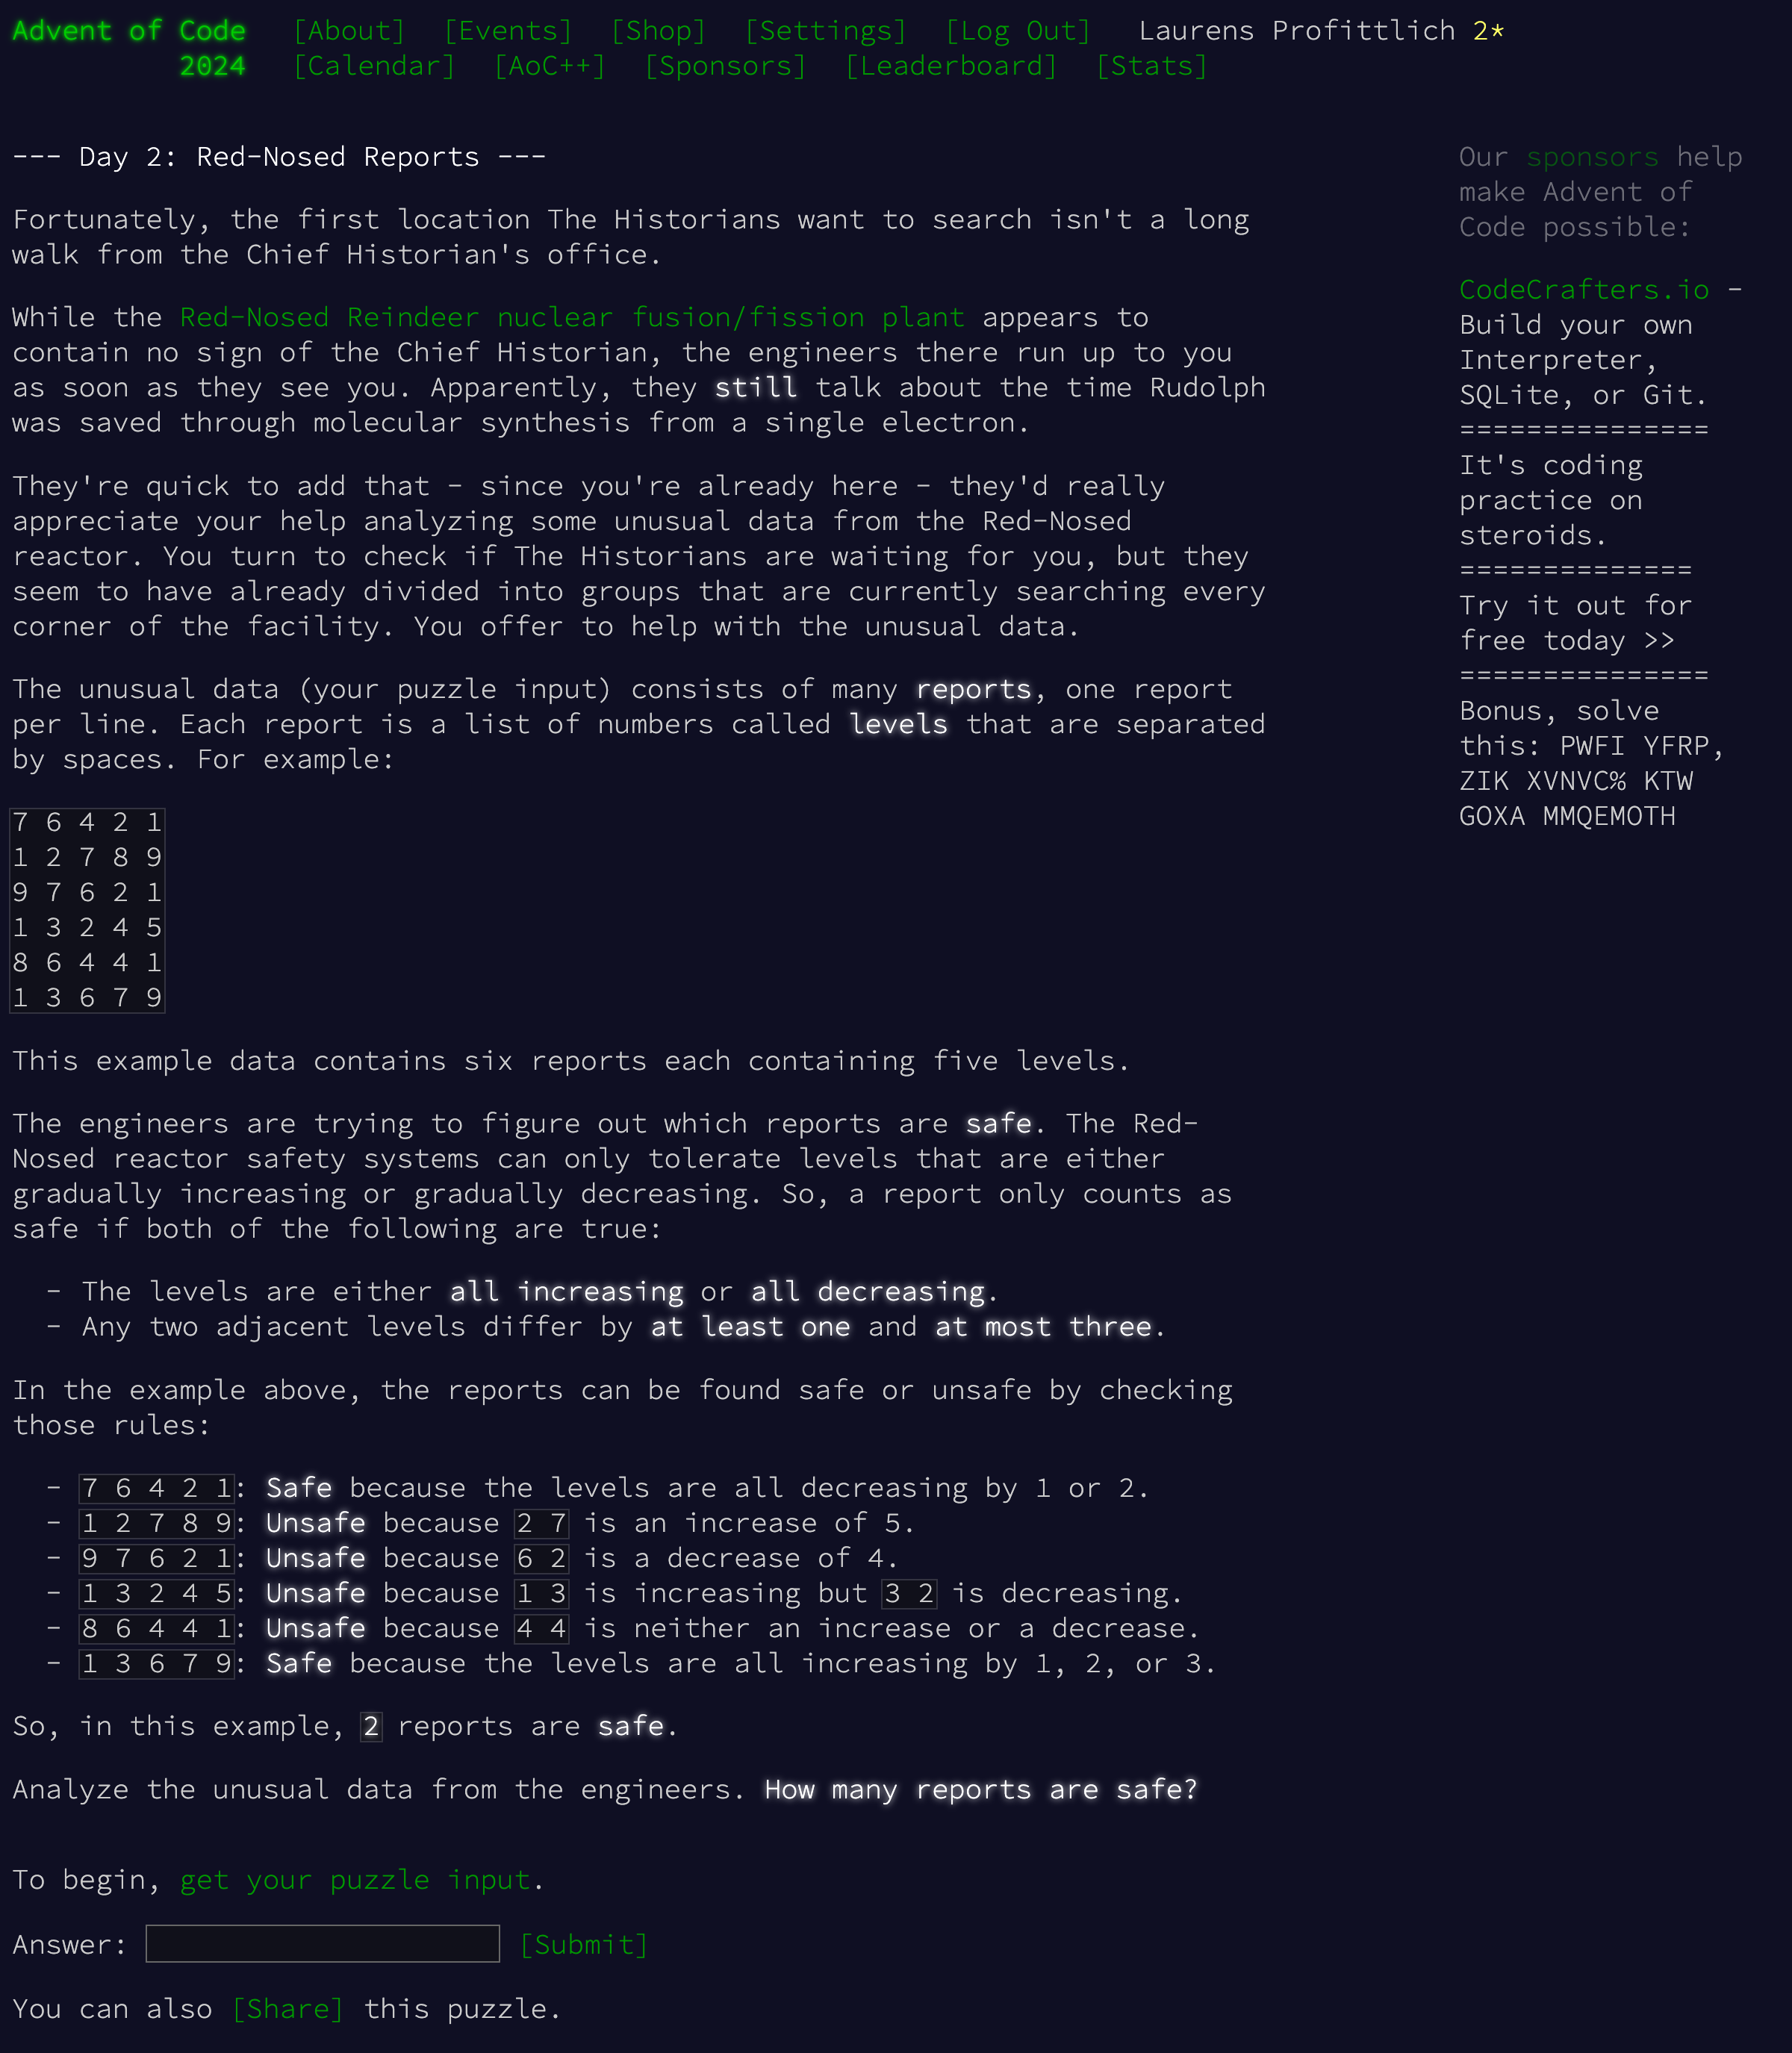 Advent of Code [About] [Events] [Shop] [Settings] [Log Out] Laurens Profittlich 2*
2024 [Calendar] [AoC++] [Sponsors] [Leaderboard] [Stats]
--- Day 2: Red-Nosed Reports ---
Fortunately, the first location The Historians want to search isn't a long
walk from the Chief Historian's office.
While the Red-Nosed Reindeer nuclear fusion/fission plant appears to
contain no sign of the Chief Historian, the engineers there run up to you
as soon as they see you. Apparently, they still talk about the time Rudolph
was saved through molecular synthesis from a single electron.
They're quick to add that - since you're already here - they'd really
appreciate your help analyzing some unusual data from the Red-Nosed
reactor. You turn to check if The Historians are waiting for you, but they
seem to have already divided into groups that are currently searching every
corner of the facility. You offer to help with the unusual data.
The unusual data (your puzzle input) consists of many reports, one report
per line. Each report is a list of numbers called levels that are separated
by spaces. For example:
7 6 4 2 1
1 2 7 8 9
9 7 6 2 1
1 3 2 4 5
8 6 4 4 1
1 3 6 7 9
This example data contains six reports each containing five levels.
The engineers are trying to figure out which reports are safe. The Red-
Nosed reactor safety systems can only tolerate levels that are either
gradually increasing or gradually decreasing. So, a report only counts as
safe if both of the following are true:
- The levels are either all increasing or all decreasing.
- Any two adjacent levels differ by at least one and at most three.
In the example above, the reports can be found safe or unsafe by checking
those rules:
- 7 6 4 2 1: Safe because the levels are all decreasing by 1 or 2.
- 1 2 7 8 9: Unsafe because 2 7 is an increase of 5.
- 9 7 6 2 1: Unsafe because 6 2 is a decrease of 4.
- 1 3 2 4 5: Unsafe because 1 3 is increasing but 3 2 is decreasing.
- 8 6 4 4 1: Unsafe because 4 4 is neither an increase or a decrease.
- 1 3 6 7 9: Safe because the levels are all increasing by 1, 2, or 3.
So, in this example, 2 reports are safe.
Analyze the unusual data from the engineers. How many reports are safe?
To begin, get your puzzle input.
Answer: [Submit]
You can also [Share] this puzzle.
Our sponsors help
make Advent of
Code possible:
CodeCrafters.io -
Build your own
Interpreter,
SQLite, or Git.
===============
It's coding
practice on
steroids.
==============
Try it out for
free today >>
===============
Bonus, solve
this: PWFI YFRP,
ZIK XVNVC% KTW
GOXA MMQEMOTH